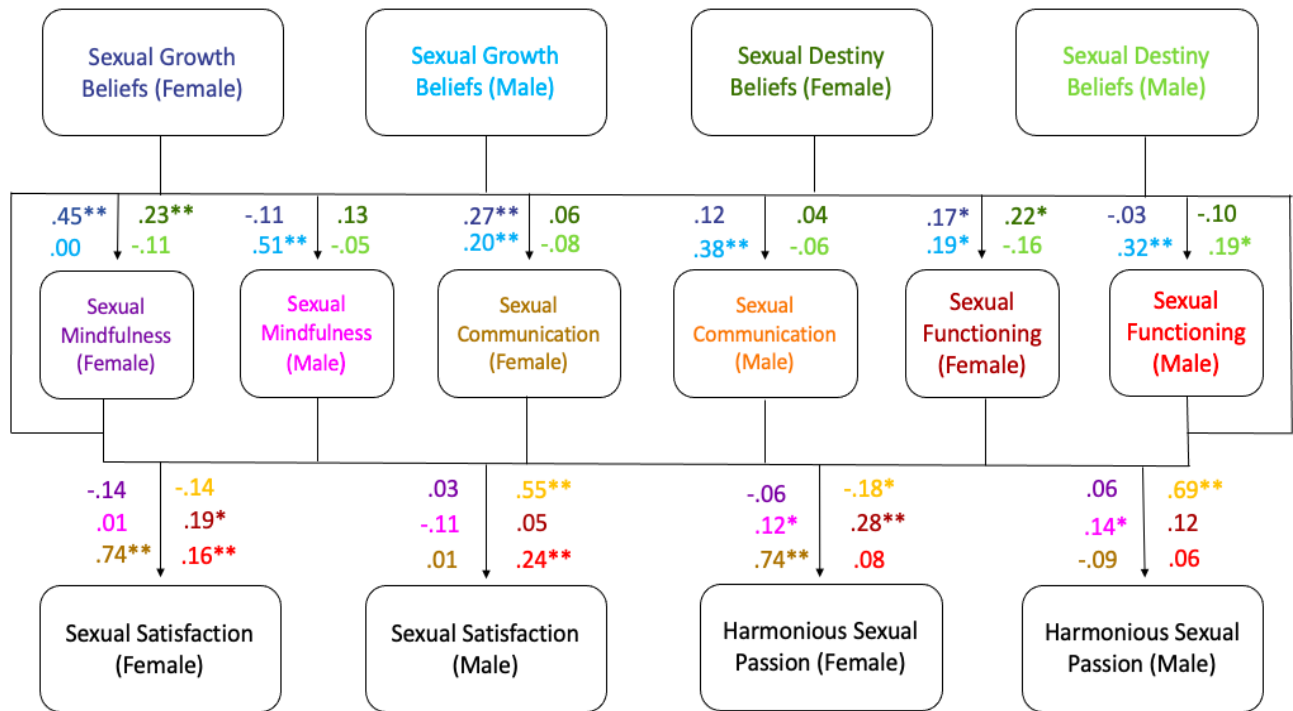 Sexual Growth
Beliefs (Female)
Sexual Growth
Beliefs (Male)
Sexual Destiny
Beliefs (Female)
Sexual Destiny
Beliefs (Male)
.45** .23**
.00 -.11
-.11 .13
.51** -.05
.27** .06
.20** -.08
.12 .04
.38** -.06
.17* .22*
.19* -.16
-.03 -.10
.32** .19*
Sexual
Mindfulness
(Female)
Sexual
Mindfulness
(Male)
Sexual
Communication
(Female)
Sexual
Communication
(Male)
Sexual
Functioning
(Female)
Sexual
Functioning
(Male)
-.14 -.14
.01 .19*
.74** .16**
.03 .55**
-.11 .05
.01 .24**
-.06 -.18*
.12* .28**
.74** .08
.06 .69**
.14* .12
-.09 .06
Sexual Satisfaction
(Female)
Sexual Satisfaction
(Male)
Harmonious Sexual
Passion (Female)
Harmonious Sexual
Passion (Male)